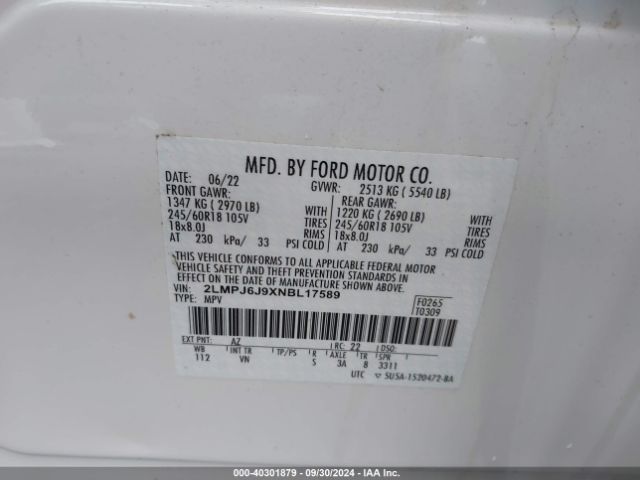 MFD. BY FORD MOTOR CO.
DATE: 06/22 GVWR: 2513 KG ( 5540 LB)
FRONT GAWR: REAR GAWR:
1347 KG ( 2970 LB) WITH 1220 KG ( 2690 LB) WITH
245/60R18 105V TIRES 245/60R18 105V TIRES
18x8.0J RIMS 18x8.0J RIMS
AT 230 kPa/ 33 PSI COLD AT 230 kPa/ 33 PSI COLD
THIS VEHICLE CONFORMS TO ALL APPLICABLE FEDERAL MOTOR
VEHICLE SAFETY AND THEFT PREVENTION STANDARDS IN
EFFECT ON THE DATE OF MANUFACTURE SHOWN ABOVE.
VIN: 2LMPJ6J9XNBL17589 F0265
TYPE: MPV T0309
EXT PNT: AZ RC: 22 DSO:
WB INT TR TP/PS R AXLE TR SPR
112 VN S 3A 8 3311
UTC ▽ 5U5A-1520472-BA
000-40301879 - 09/30/2024 - IAAI.COM